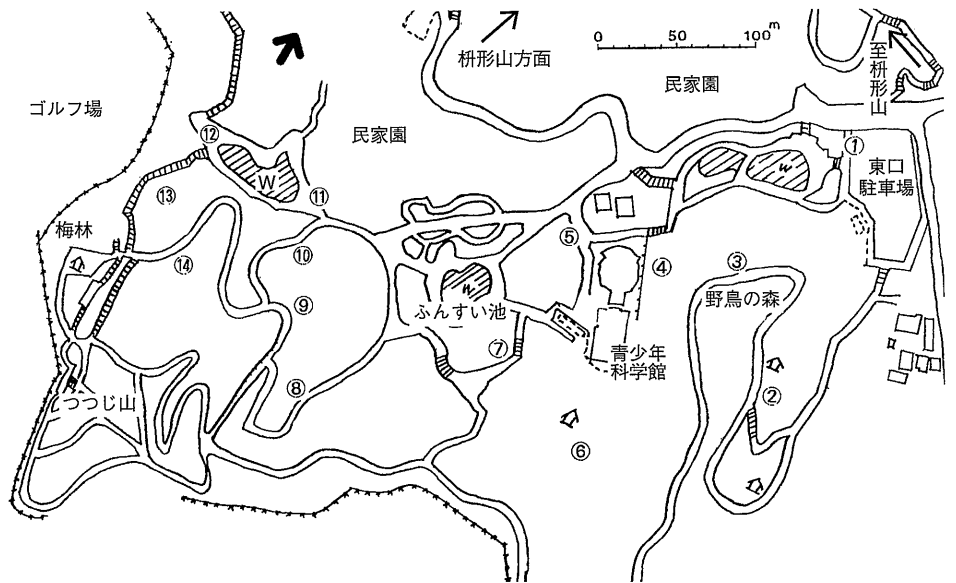 0 50 100 m
枡形山方面
民家園
至枡形山
ゴルフ場
⑫
民家園
①
東口
駐車場
W
W
⑬
⑪
梅林
⑤
⑩
④
③
⑭
W
野鳥の森
⑨
ふんすい池
⑦
青少年
科学館
⑧
②
つつじ山
⑥